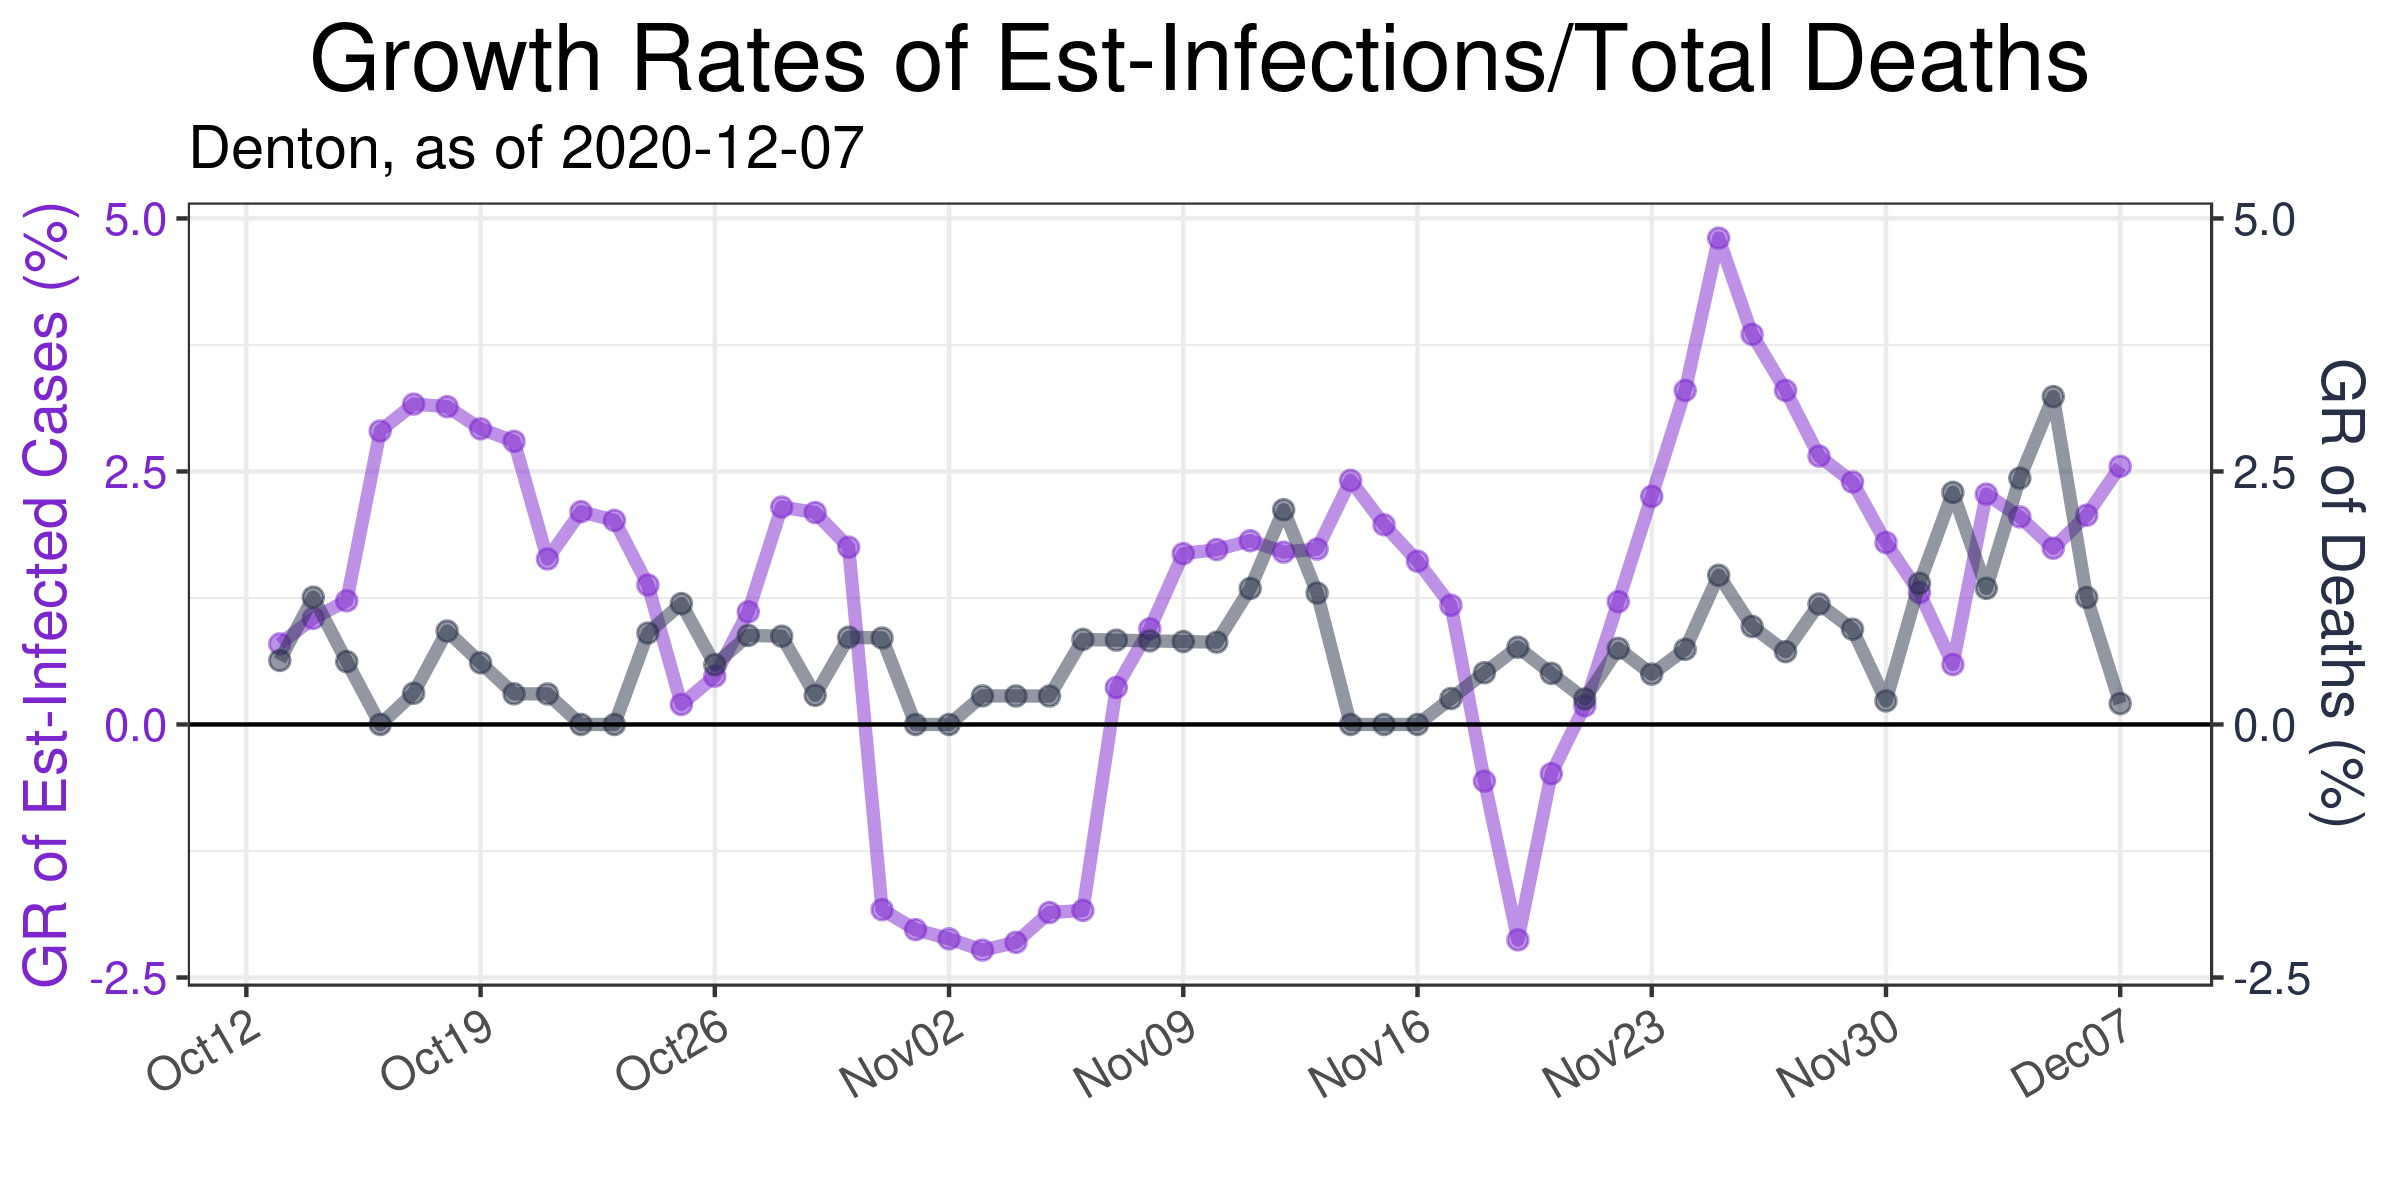 Growth Rates of Est-Infections/Total Deaths
Denton, as of 2020-12-07
GR of Est-Infected Cases (%)
5.0
2.5
0.0
-2.5
5.0
2.5
0.0
-2.5
GR of Deaths (%)
Oct12
Oct19
Oct26
Nov02
Nov09
Nov16
Nov23
Nov30
Dec07